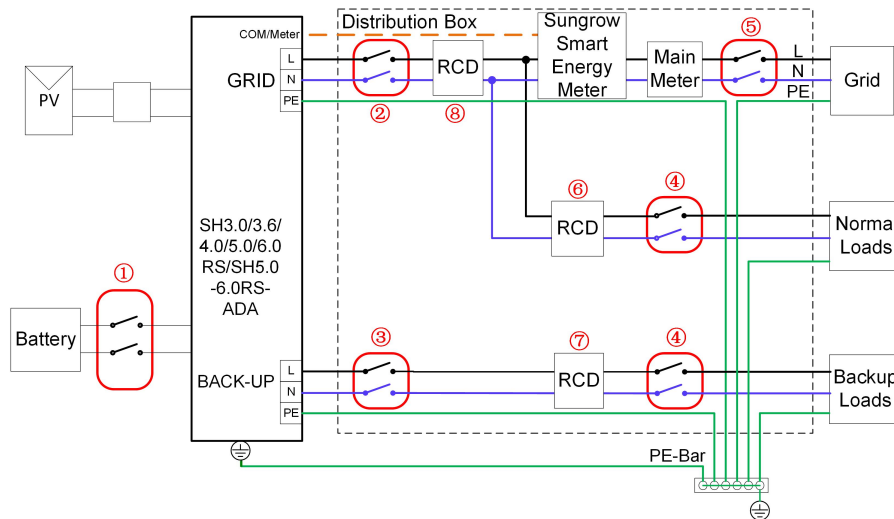 COM/Meter
Distribution Box
Sungrow
Smart
Energy
Meter
⑤
L
N
PE
GRID
L
N
PE
RCD
Main
Meter
Grid
PV
②
⑧
⑥
④
RCD
Normal
Loads
SH3.0/3.6/
4.0/5.0/6.0
RS/SH5.0
-6.0RS-
ADA
①
Battery
③
⑦
④
BACK-UP
L
N
PE
RCD
Backup
Loads
PE-Bar